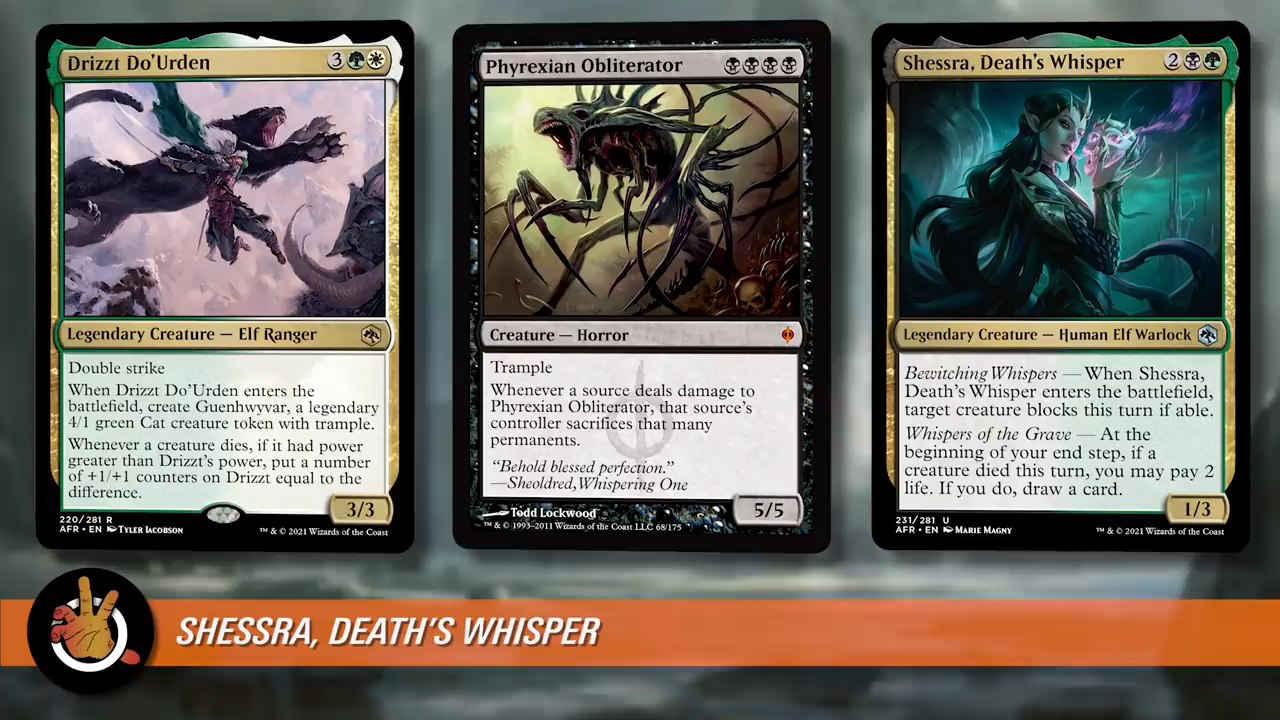 Drizzt Do'Urden 3
Legendary Creature — Elf Ranger
Double strike
When Drizzt Do'Urden enters the
battlefield, create Guenhwyvar, a legendary
4/1 green Cat creature token with trample.
Whenever a creature dies, if it had power
greater than Drizzt's power, put a number
of +1/+1 counters on Drizzt equal to the
difference.
3/3
220/281 R
AFR • EN Tyler Jacobson
™ & © 2021 Wizards of the Coast
Phyrexian Obliterator
Creature — Horror
Trample
Whenever a source deals damage to
Phyrexian Obliterator, that source's
controller sacrifices that many
permanents.
"Behold blessed perfection."
—Sheoldred, Whispering One
5/5
Todd Lockwood
™ & © 1993–2011 Wizards of the Coast LLC 68/175
Shessra, Death's Whisper 2
Legendary Creature — Human Elf Warlock
Bewitching Whispers — When Shessra,
Death's Whisper enters the battlefield,
target creature blocks this turn if able.
Whispers of the Grave — At the
beginning of your end step, if a
creature died this turn, you may pay 2
life. If you do, draw a card.
1/3
231/281 U
AFR • EN Marie Magny
™ & © 2021 Wizards of the Coast
SHESSRA, DEATH'S WHISPER